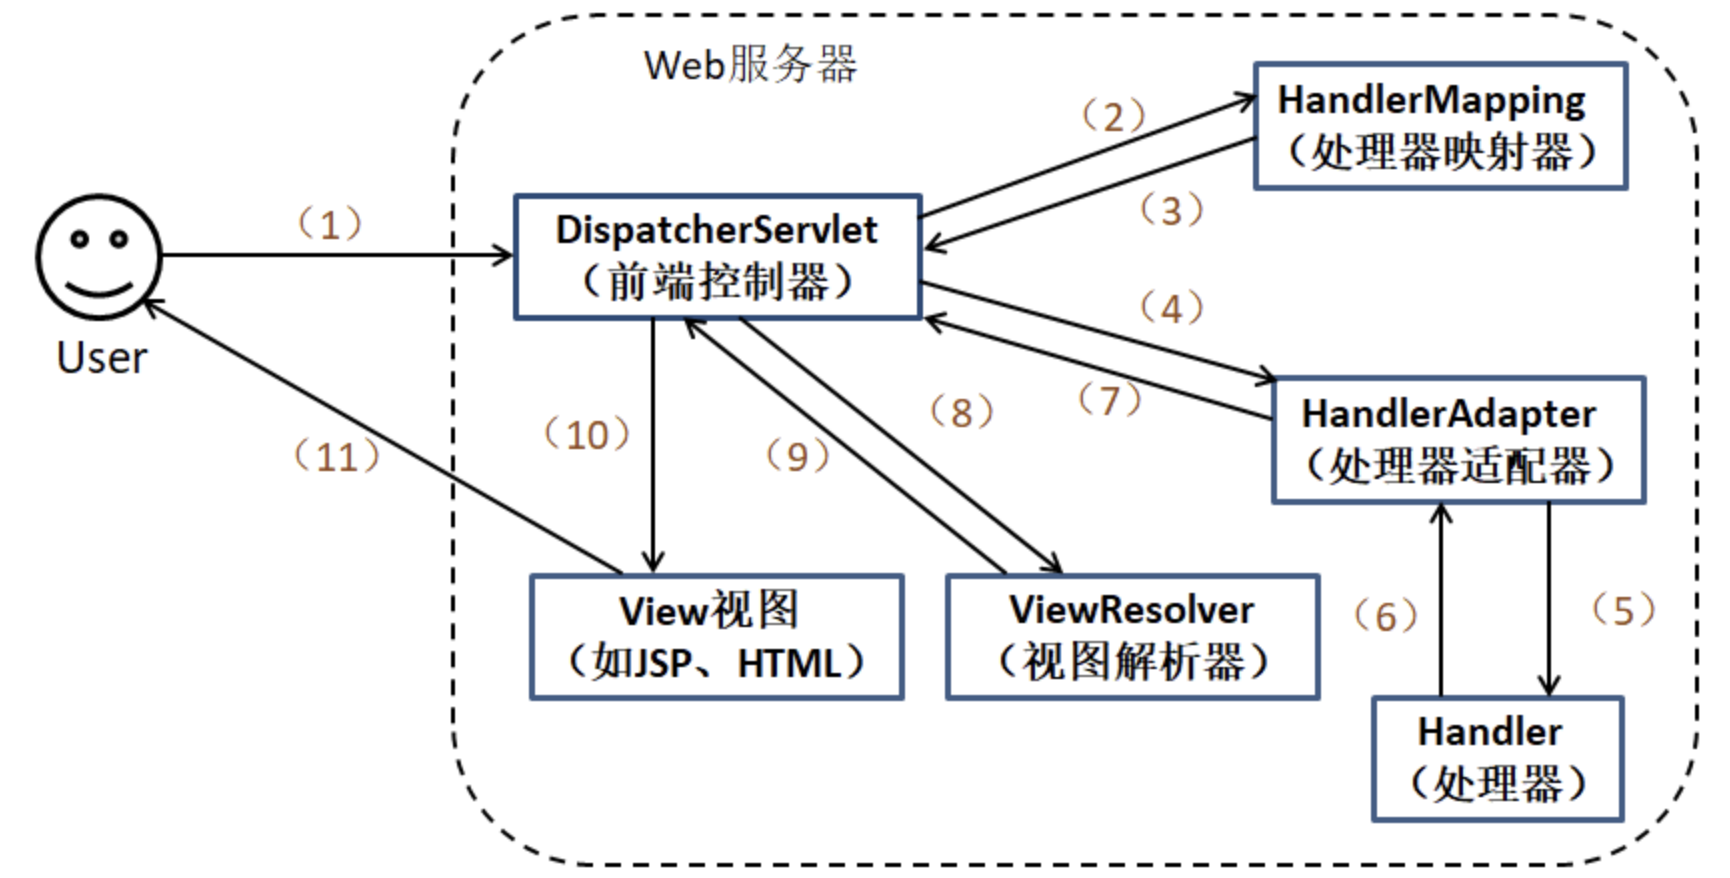 Web服务器
HandlerMapping
（处理器映射器）
（2）
（3）
（1）
DispatcherServlet
（前端控制器）
User
（4）
（7）
HandlerAdapter
（处理器适配器）
（8）
（9）
（10）
（11）
View视图
（如JSP、HTML）
ViewResolver
（视图解析器）
（6）
（5）
Handler
（处理器）